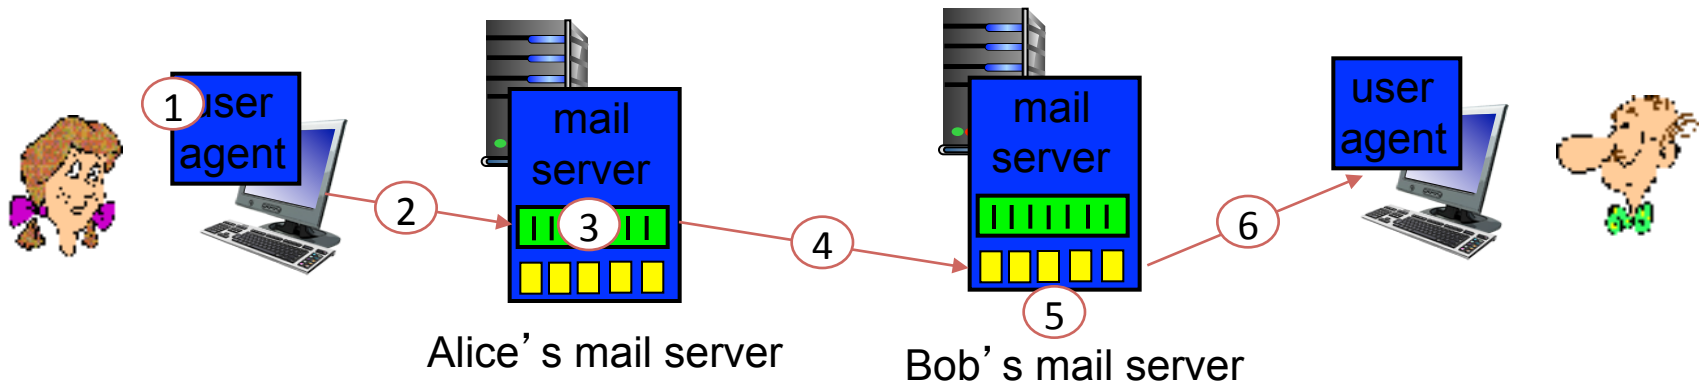 1
user
agent
2
mail
server
3
Alice’s mail server
4
mail
server
5
Bob’s mail server
6
user
agent